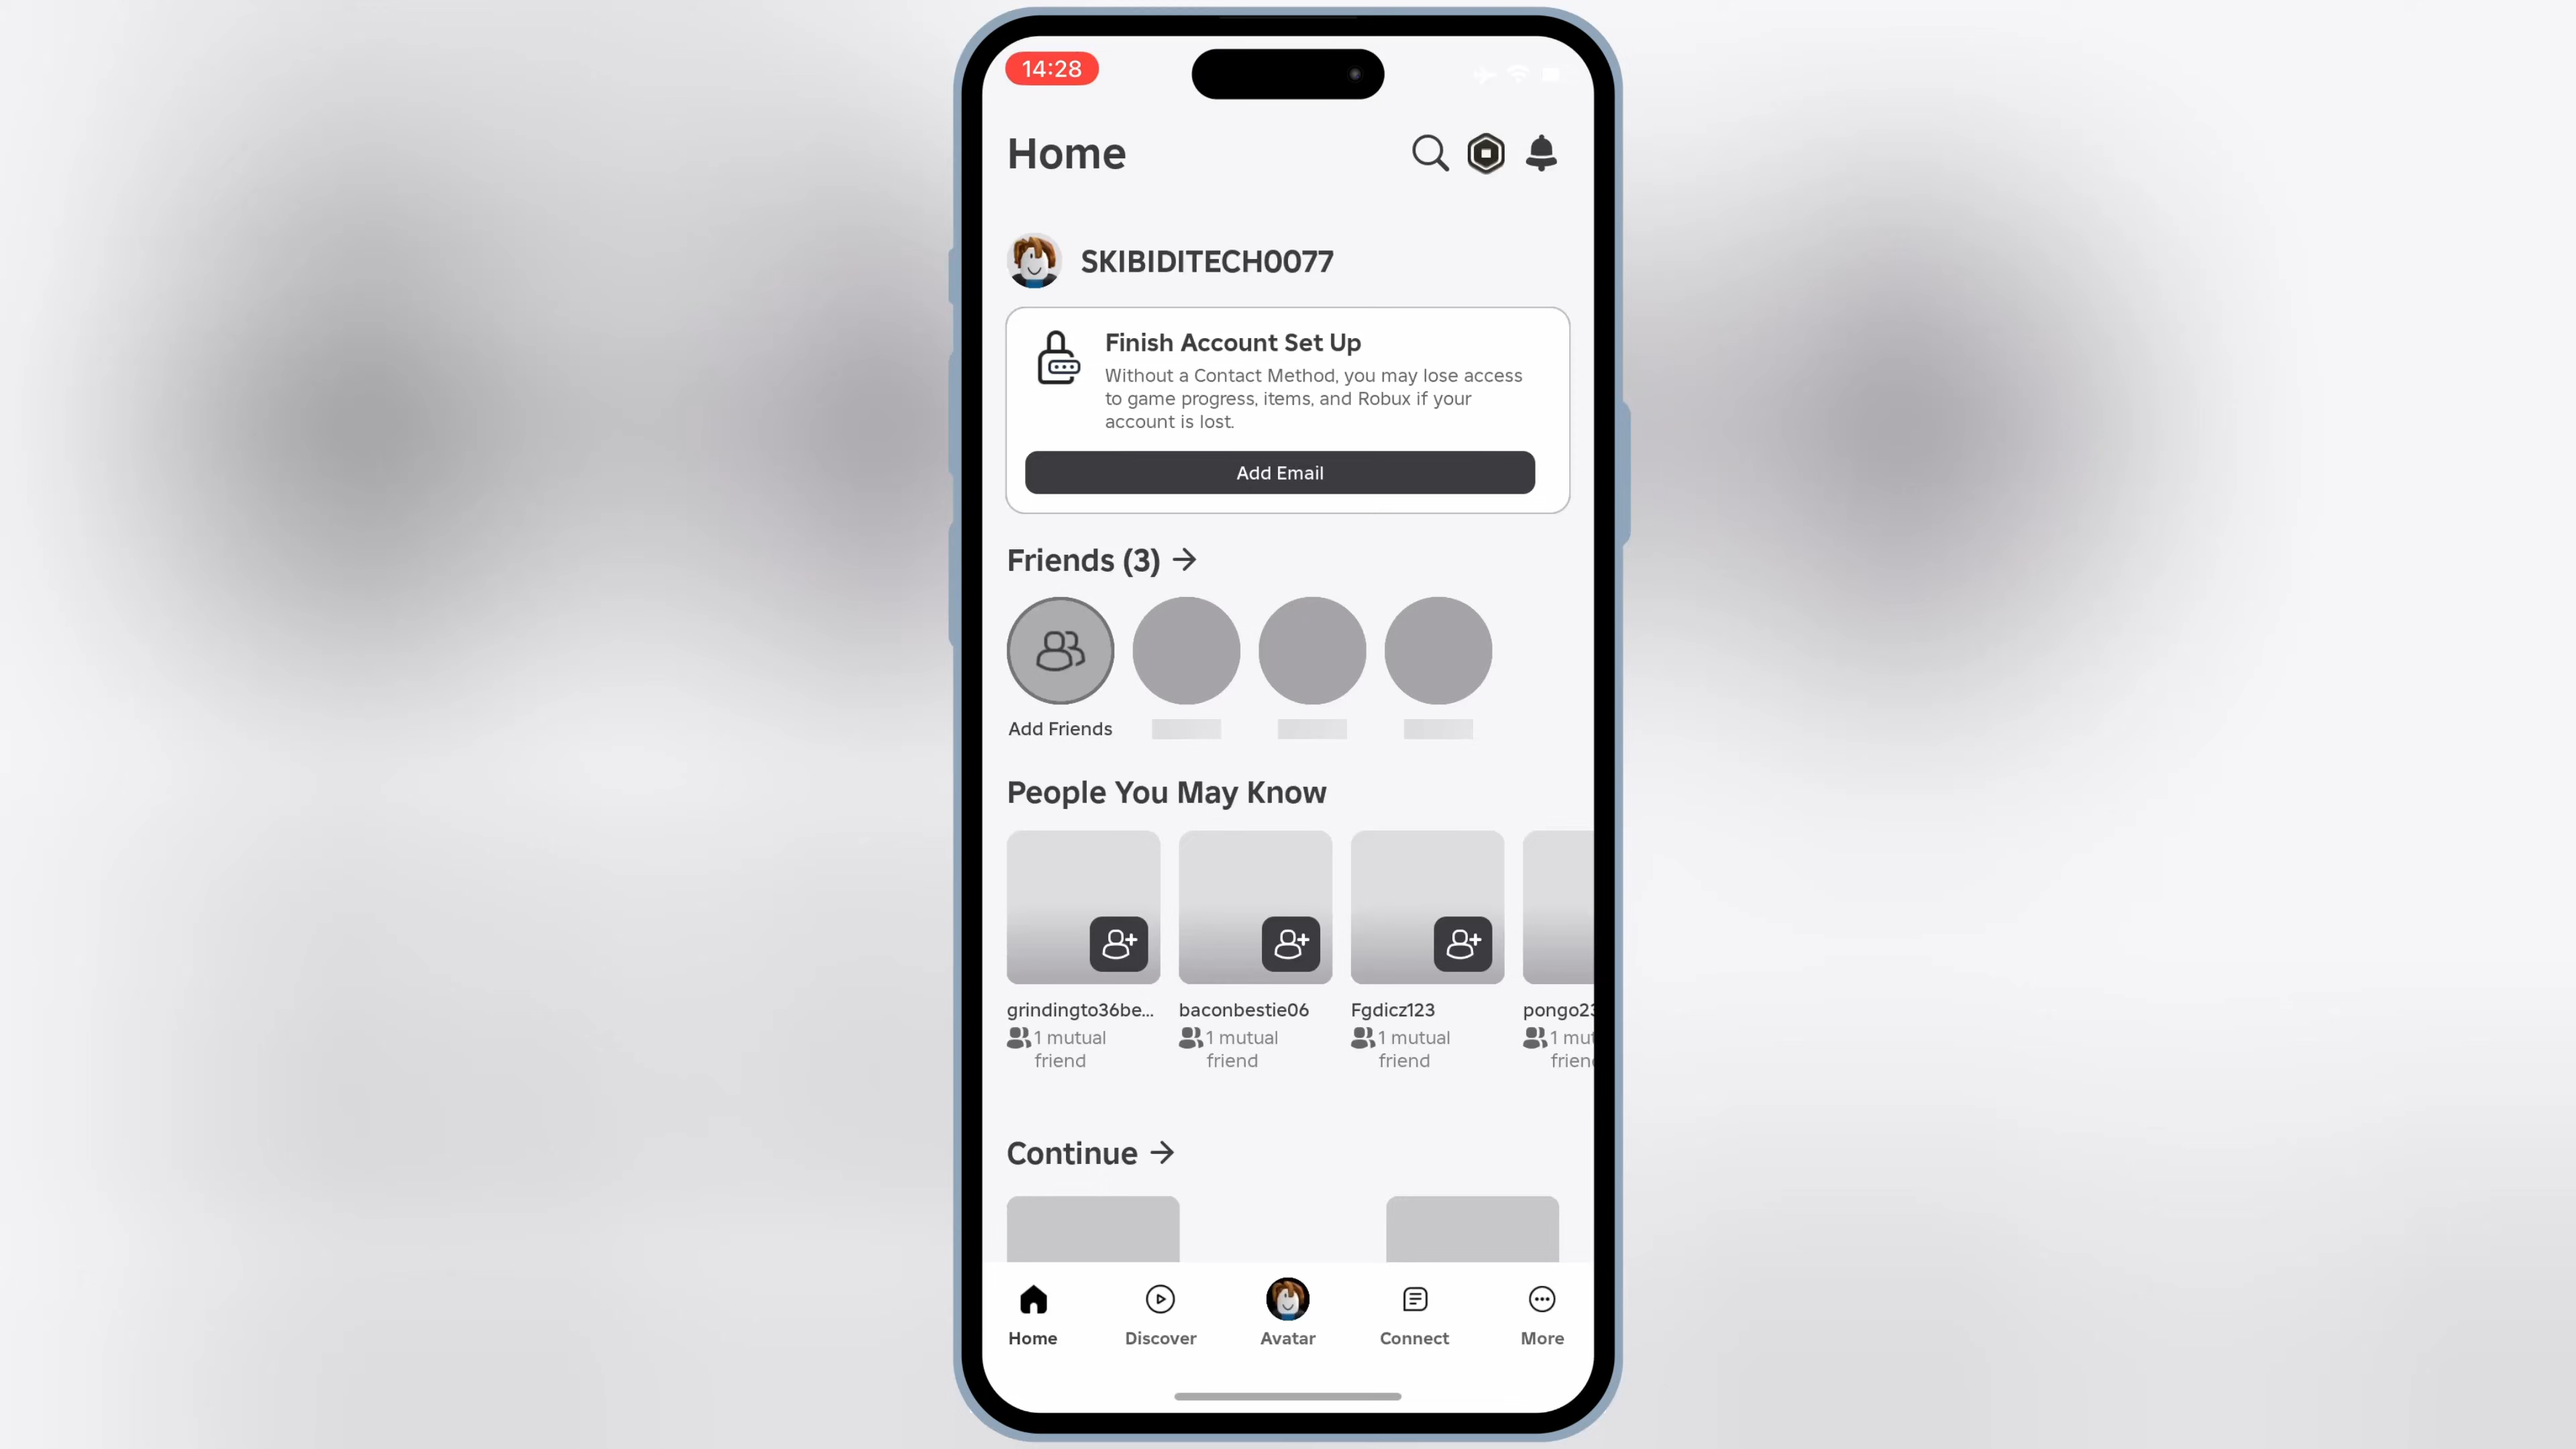 14:28
Home
SKIBIDITECH0077
Finish Account Set Up
Without a Contact Method, you may lose access
to game progress, items, and Robux if your
account is lost.
Add Email
Friends (3)
Add Friends
People You May Know
grindingto36be...
baconbestie06
Fgdicz123
pongo23
1 mutual
friend
1 mutual
friend
1 mutual
friend
1
Continue
Home
Discover
Avatar
Connect
More